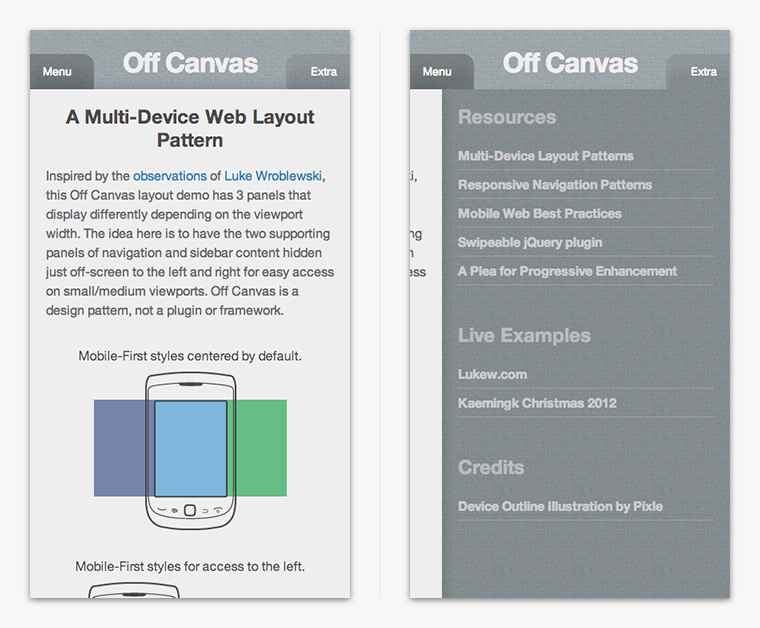 Off Canvas
Menu
Extra
A Multi-Device Web Layout
Pattern
Inspired by the observations of Luke Wroblewski,
this Off Canvas layout demo has 3 panels that
display differently depending on the viewport
width. The idea here is to have the two supporting
panels of navigation and sidebar content hidden
just off-screen to the left and right for easy access
on small/medium viewports. Off Canvas is a
design pattern, not a plugin or framework.
Mobile-First styles centered by default.
Mobile-First styles for access to the left.
Off Canvas
Menu
Extra
Resources
Multi-Device Layout Patterns
Responsive Navigation Patterns
Mobile Web Best Practices
Swipeable jQuery plugin
A Plea for Progressive Enhancement
Live Examples
Lukew.com
Kaemingk Christmas 2012
Credits
Device Outline Illustration by Pixle